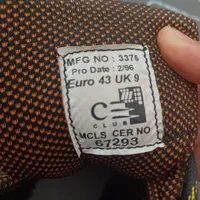 MFG NO : 3376
Pro Date : 2/96
Euro 43 UK 9
CE
CLUB
MCLS CER NO
67293